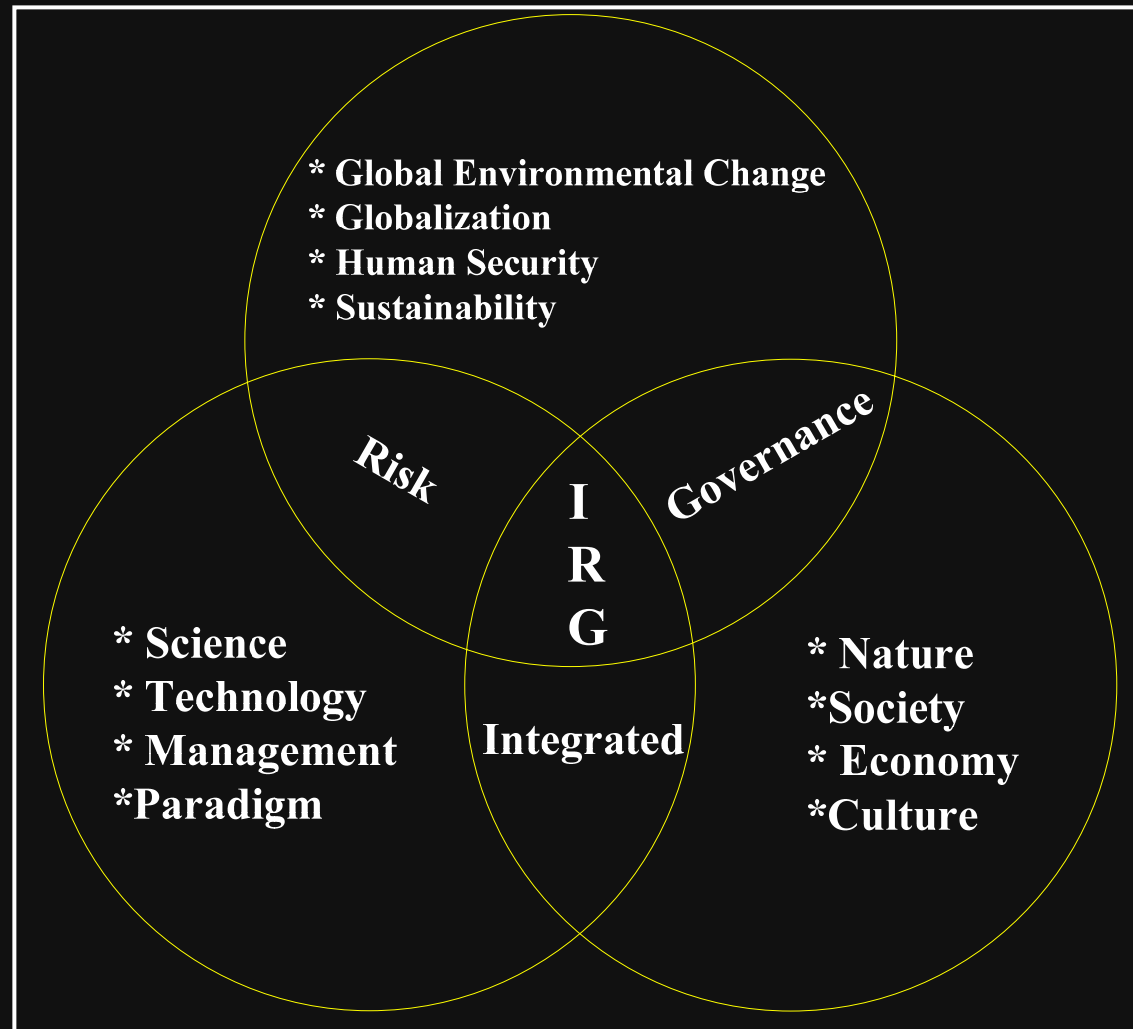 * Global Environmental Change
* Globalization
* Human Security
* Sustainability
Risk
Governance
I
R
G
* Science
* Technology
* Management
*Paradigm
Integrated
* Nature
*Society
* Economy
*Culture